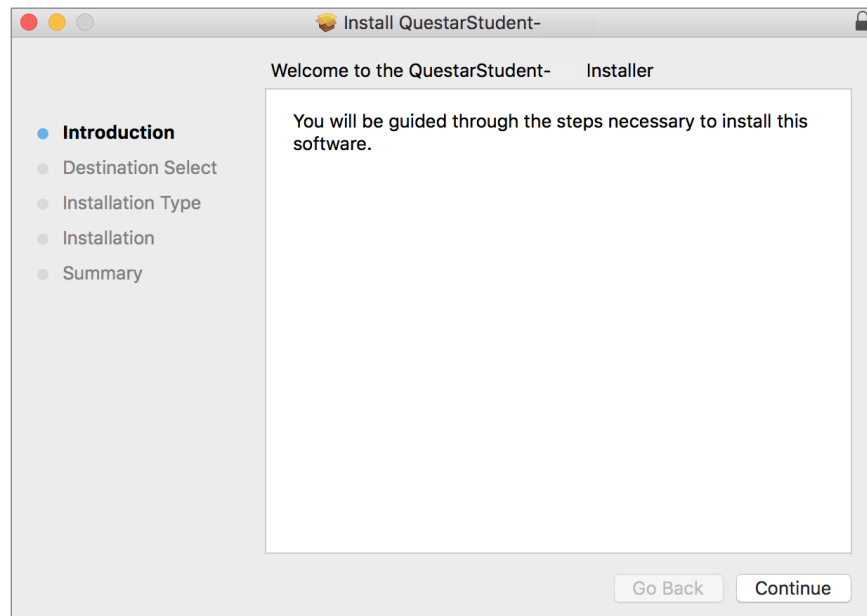 Install QuestarStudent-
Welcome to the QuestarStudent- Installer
Introduction
Destination Select
Installation Type
Installation
Summary
You will be guided through the steps necessary to install this
software.
Go Back
Continue